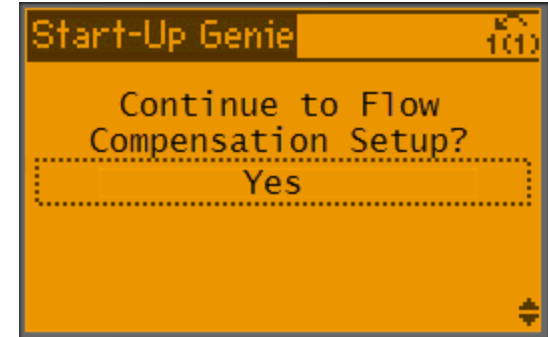 Start-Up Genie
1(1)
Continue to Flow
Compensation Setup?
Yes